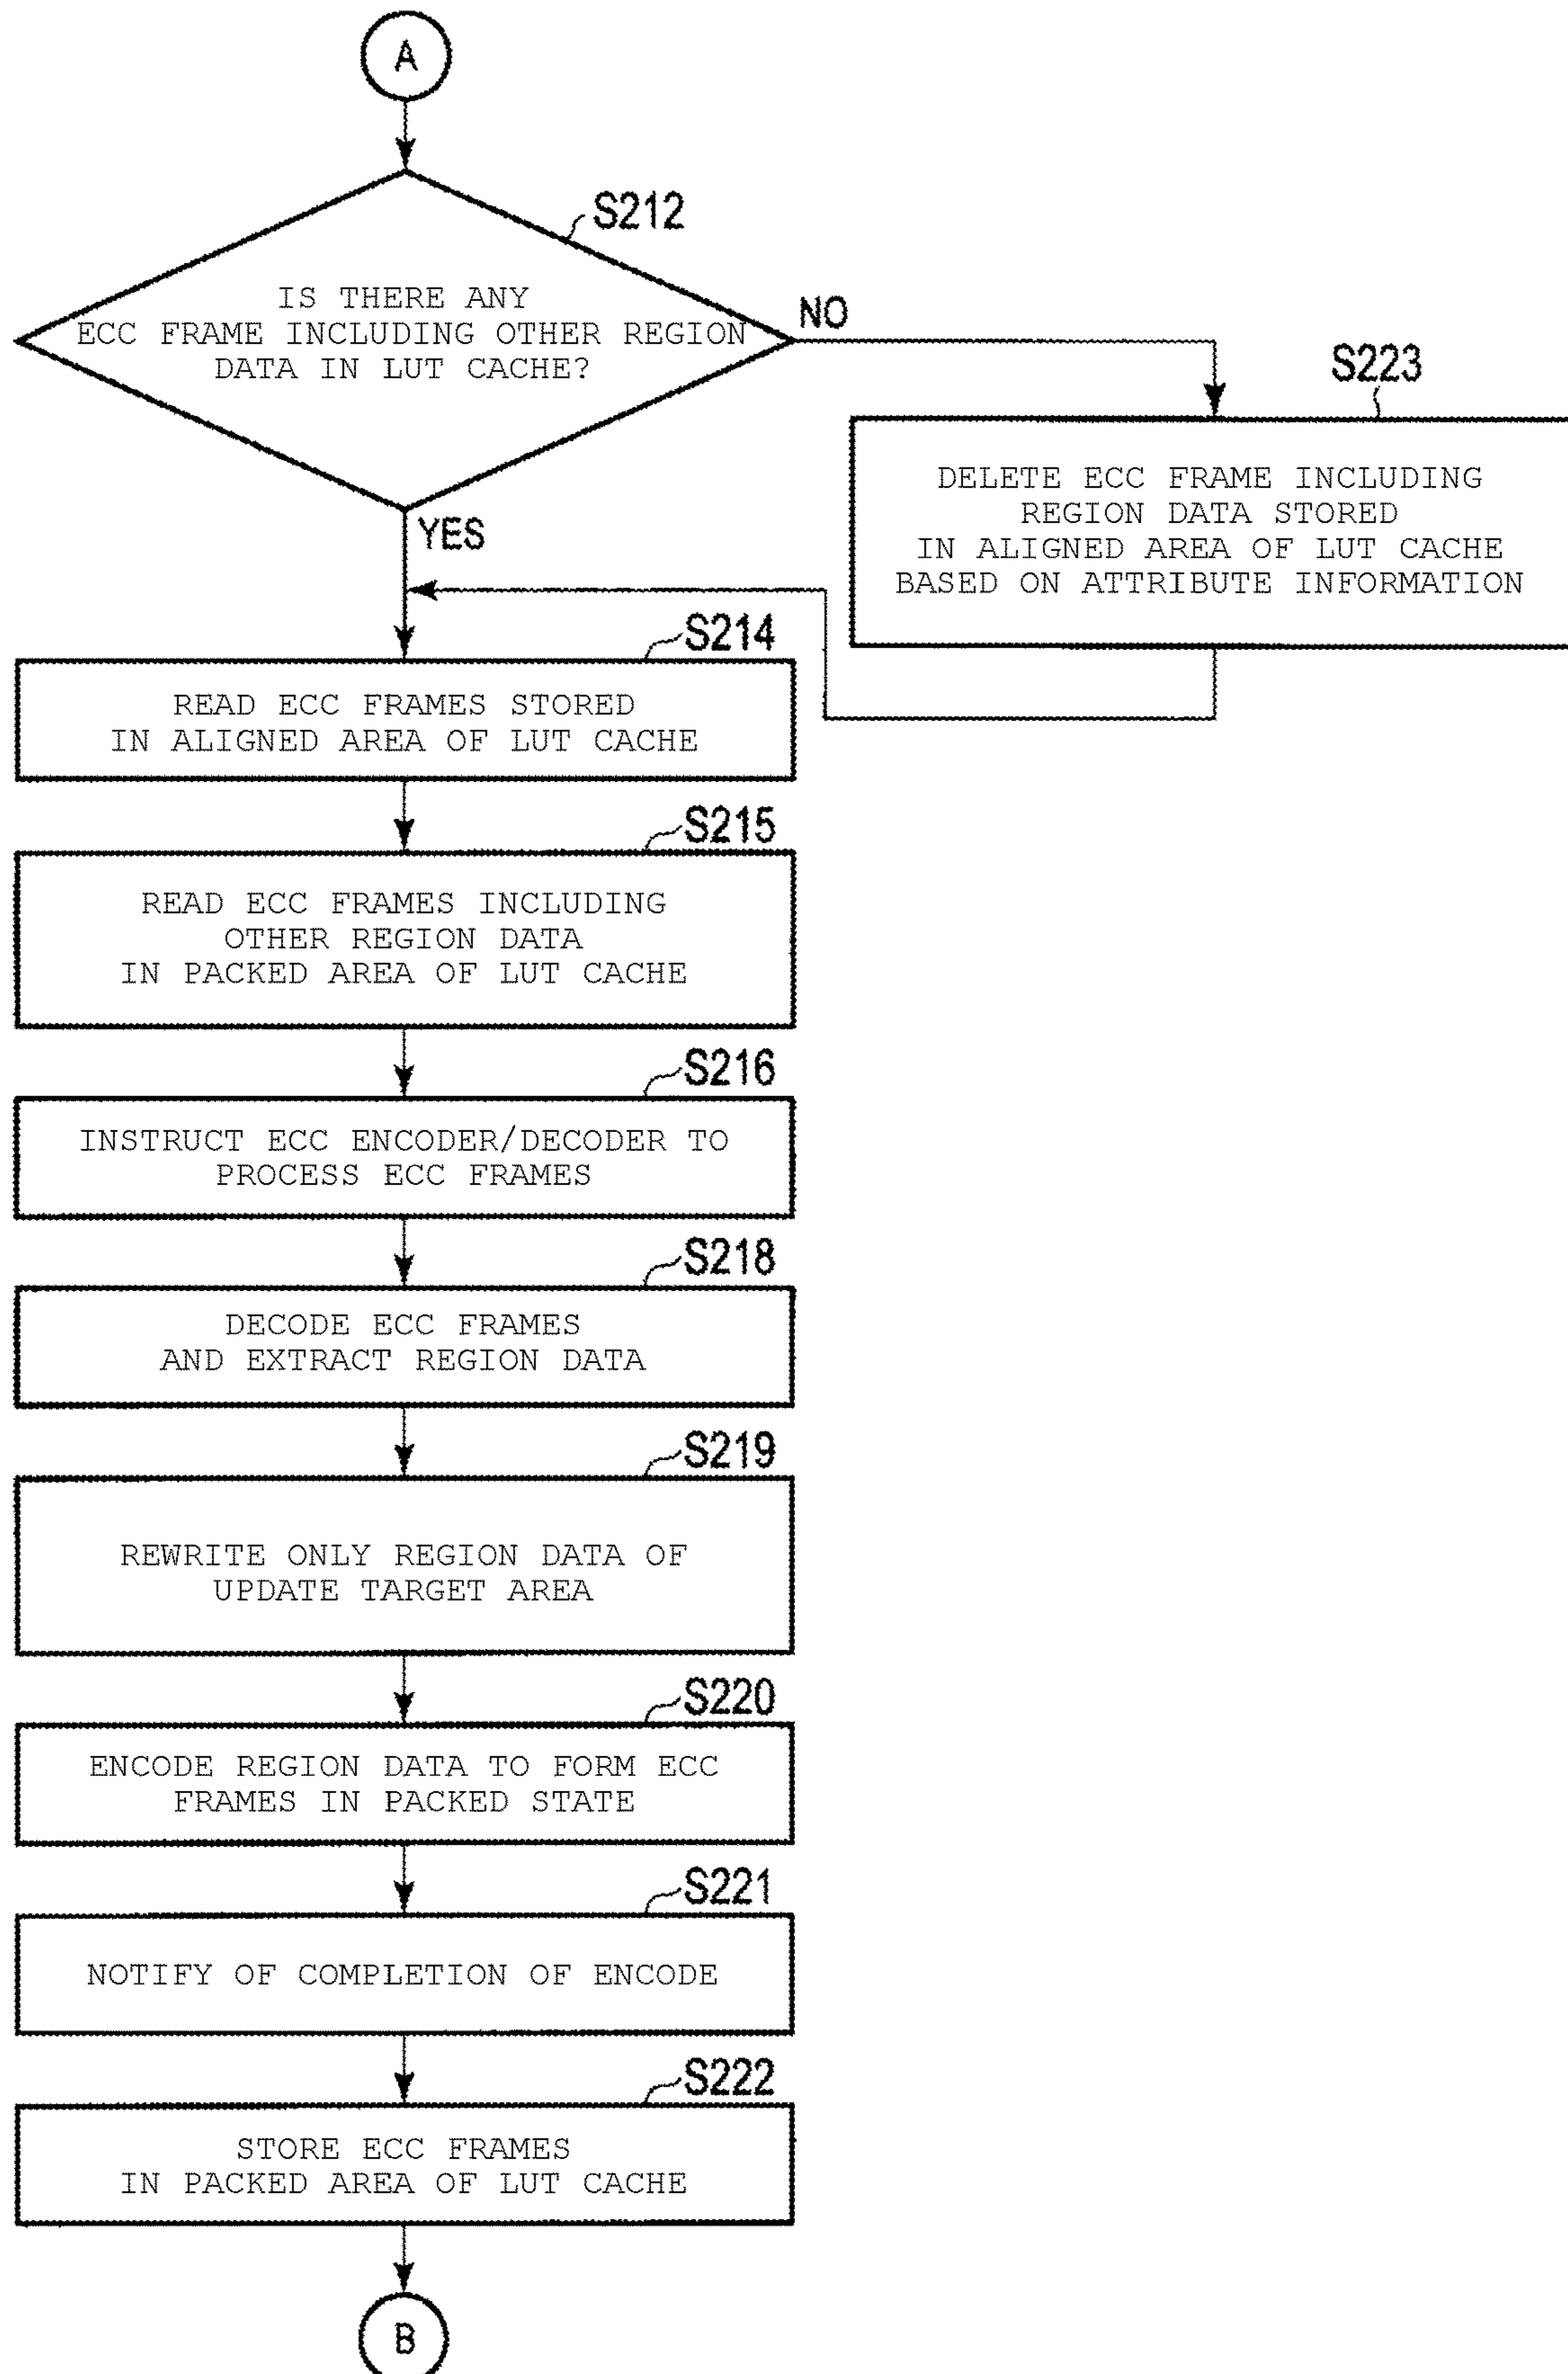 A
S212
IS THERE ANY
ECC FRAME INCLUDING OTHER REGION
DATA IN LUT CACHE?
NO
YES
S223
DELETE ECC FRAME INCLUDING
REGION DATA STORED
IN ALIGNED AREA OF LUT CACHE
BASED ON ATTRIBUTE INFORMATION
S214
READ ECC FRAMES STORED
IN ALIGNED AREA OF LUT CACHE
S215
READ ECC FRAMES INCLUDING
OTHER REGION DATA
IN PACKED AREA OF LUT CACHE
S216
INSTRUCT ECC ENCODER/DECODER TO
PROCESS ECC FRAMES
S218
DECODE ECC FRAMES
AND EXTRACT REGION DATA
S219
REWRITE ONLY REGION DATA OF
UPDATE TARGET AREA
S220
ENCODE REGION DATA TO FORM ECC
FRAMES IN PACKED STATE
S221
NOTIFY OF COMPLETION OF ENCODE
S222
STORE ECC FRAMES
IN PACKED AREA OF LUT CACHE
B